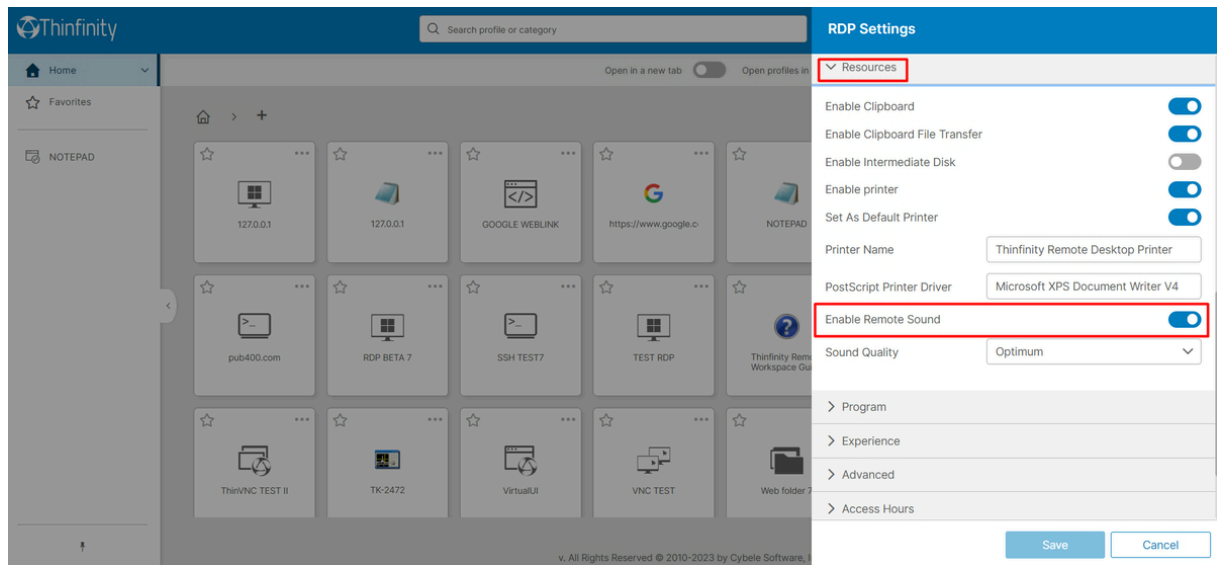 Thinfinity
Search profile or category
RDP Settings
Home
Open in a new tab
Open profiles in
Resources
Favorites
NOTEPAD
127.0.0.1
127.0.0.1
GOOGLE WEBLINK
https://www.google.c
NOTEPAD
pub400.com
RDP BETA 7
SSH TEST7
TEST RDP
Thinfinity Rem
Workspace Gu
ThinVNC TEST II
TK-2472
VirtualUI
VNC TEST
Web folder 7
Enable Clipboard
Enable Clipboard File Transfer
Enable Intermediate Disk
Enable printer
Set As Default Printer
Printer Name
Thinfinity Remote Desktop Printer
PostScript Printer Driver
Microsoft XPS Document Writer V4
Enable Remote Sound
Sound Quality
Optimum
Program
Experience
Advanced
Access Hours
Save
Cancel
v. All Rights Reserved © 2010-2023 by Cybele Software, I